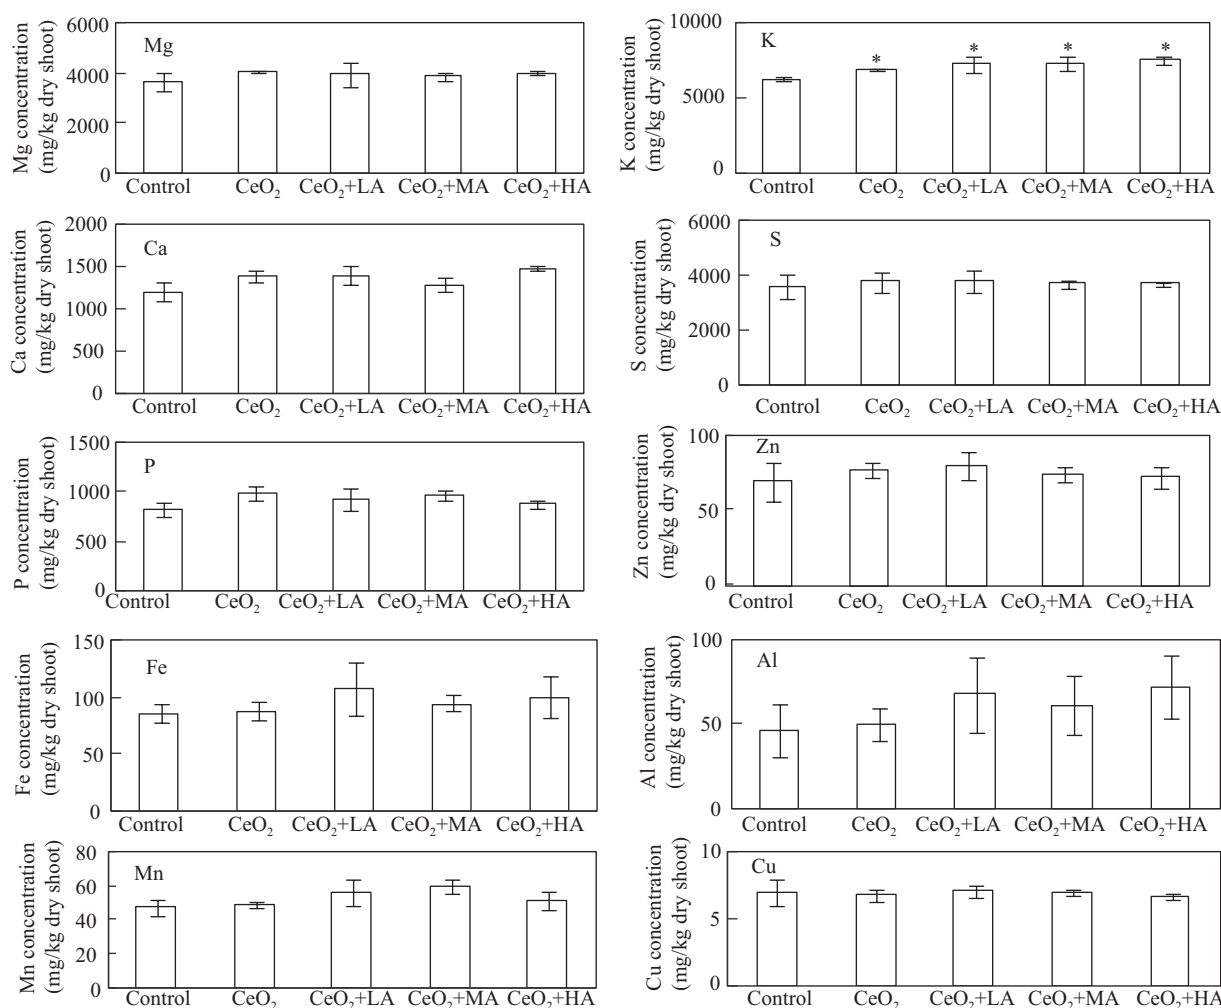 Mg concentration
(mg/kg dry shoot)
6000
4000
2000
0
Mg
Control CeO₂ CeO₂+LA CeO₂+MA CeO₂+HA
K concentration
(mg/kg dry shoot)
10000
5000
0
K
* * * *
Control CeO₂ CeO₂+LA CeO₂+MA CeO₂+HA
Ca concentration
(mg/kg dry shoot)
2000
1500
1000
500
0
Ca
Control CeO₂ CeO₂+LA CeO₂+MA CeO₂+HA
S concentration
(mg/kg dry shoot)
6000
4000
2000
0
S
Control CeO₂ CeO₂+LA CeO₂+MA CeO₂+HA
P concentration
(mg/kg dry shoot)
1500
1000
500
0
P
Control CeO₂ CeO₂+LA CeO₂+MA CeO₂+HA
Zn concentration
(mg/kg dry shoot)
100
50
0
Zn
Control CeO₂ CeO₂+LA CeO₂+MA CeO₂+HA
Fe concentration
(mg/kg dry shoot)
150
100
50
0
Fe
Control CeO₂ CeO₂+LA CeO₂+MA CeO₂+HA
Al concentration
(mg/kg dry shoot)
100
50
0
Al
Control CeO₂ CeO₂+LA CeO₂+MA CeO₂+HA
Mn concentration
(mg/kg dry shoot)
80
60
40
20
0
Mn
Control CeO₂ CeO₂+LA CeO₂+MA CeO₂+HA
Cu concentration
(mg/kg dry shoot)
10
5
0
Cu
Control CeO₂ CeO₂+LA CeO₂+MA CeO₂+HA